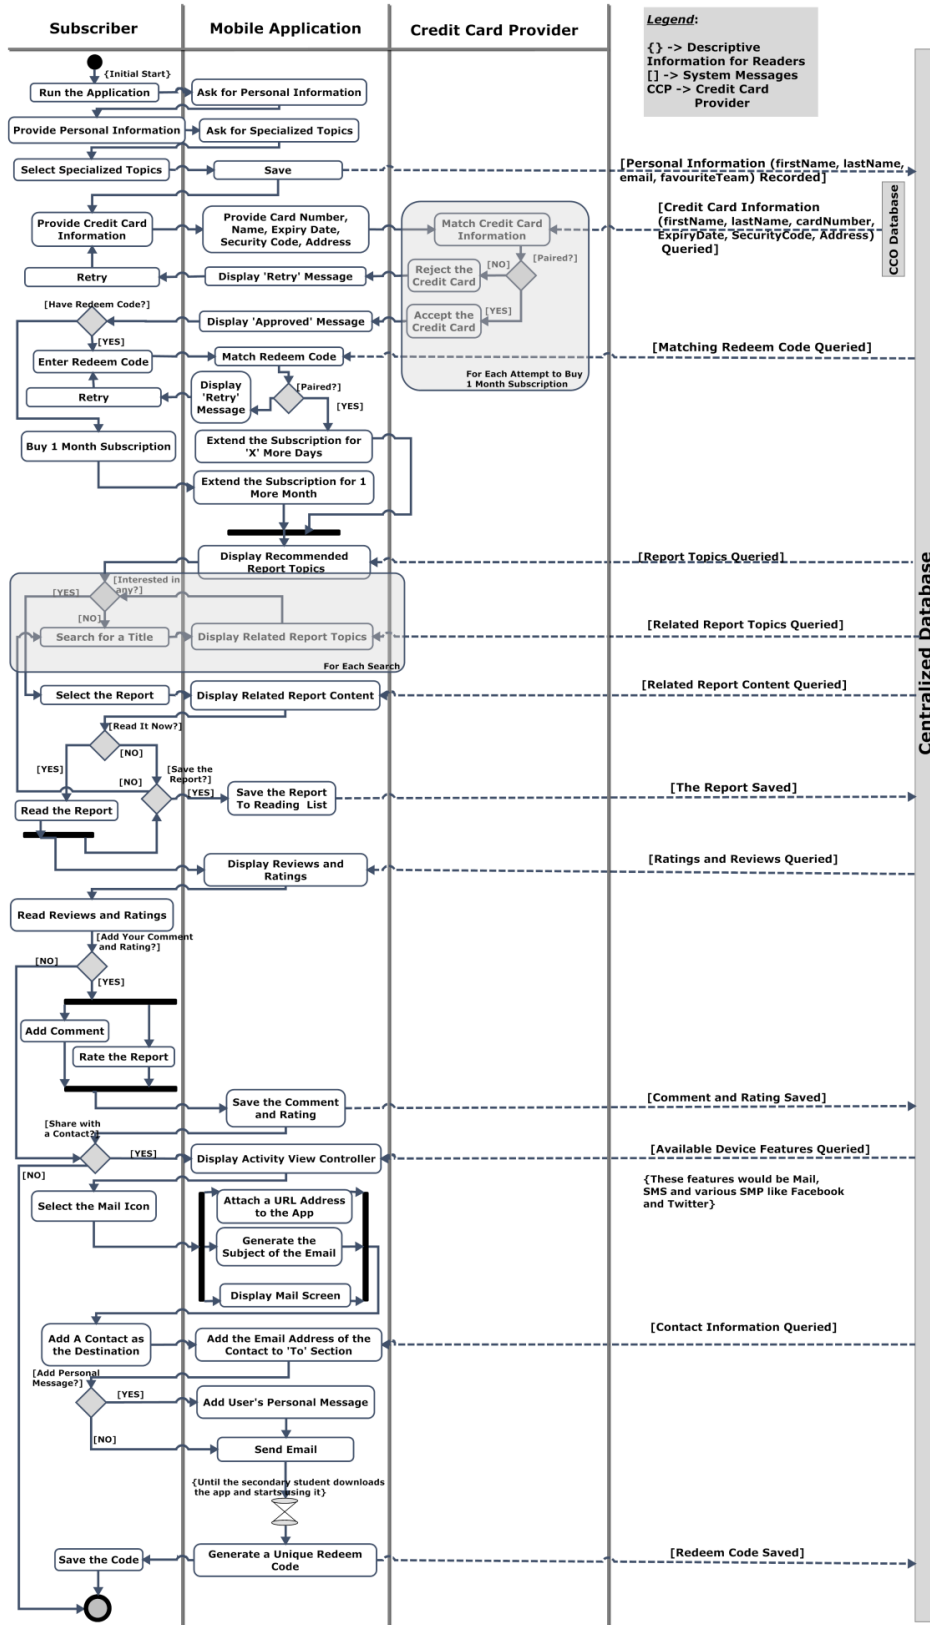 Subscriber
Mobile Application
Credit Card Provider
Legend:
{} -> Descriptive
Information for Readers
[] -> System Messages
CCP -> Credit Card
Provider
{Initial Start}
Run the Application
Ask for Personal Information
Provide Personal Information
Ask for Specialized Topics
Select Specialized Topics
Save
[Personal Information (firstName, lastName,
email, favouriteTeam) Recorded]
CCO Database
[Credit Card Information
(firstName, lastName, cardNumber,
ExpiryDate, SecurityCode, Address)
Queried]
Provide Credit Card
Information
Provide Card Number,
Name, Expiry Date,
Security Code, Address
Match Credit Card
Information
[Paired?]
[NO]
Reject the
Credit Card
Display 'Retry' Message
Retry
[YES]
Accept the
Credit Card
Display 'Approved' Message
[Have Redeem Code?]
[YES]
Enter Redeem Code
Match Redeem Code
[Matching Redeem Code Queried]
For Each Attempt to Buy
1 Month Subscription
Retry
Display
'Retry'
Message
[Paired?]
[YES]
Buy 1 Month Subscription
Extend the Subscription for
'X' More Days
Extend the Subscription for 1
More Month
Display Recommended
Report Topics
[Report Topics Queried]
Centralized Database
[Interested in
any?]
[YES]
[NO]
Search for a Title
Display Related Report Topics
[Related Report Topics Queried]
For Each Search
Select the Report
Display Related Report Content
[Related Report Content Queried]
[Read It Now?]
[NO]
[YES]
[Save the
Report?]
[NO]
[YES]
Read the Report
Save the Report
To Reading List
[The Report Saved]
Display Reviews and
Ratings
[Ratings and Reviews Queried]
Read Reviews and Ratings
[Add Your Comment
and Rating?]
[NO]
[YES]
Add Comment
Rate the Report
Save the Comment
and Rating
[Comment and Rating Saved]
[Share with
a Contact?]
[YES]
[NO]
Display Activity View Controller
[Available Device Features Queried]
{These features would be Mail,
SMS and various SMP like Facebook
and Twitter}
Select the Mail Icon
Attach a URL Address
to the App
Generate the
Subject of the Email
Display Mail Screen
Add A Contact as
the Destination
Add the Email Address of the
Contact to 'To' Section
[Contact Information Queried]
[Add Personal
Message?]
[YES]
Add User's Personal Message
[NO]
Send Email
{Until the secondary student downloads
the app and starts using it}
Save the Code
Generate a Unique Redeem
Code
[Redeem Code Saved]